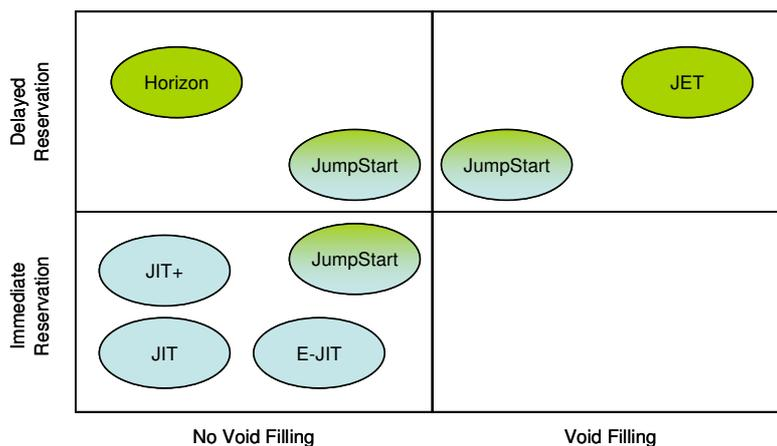 Delayed
Reservation
Horizon
JET
JumpStart
JumpStart
Immediate
Reservation
JumpStart
JIT+
JIT
E-JIT
No Void Filling
Void Filling